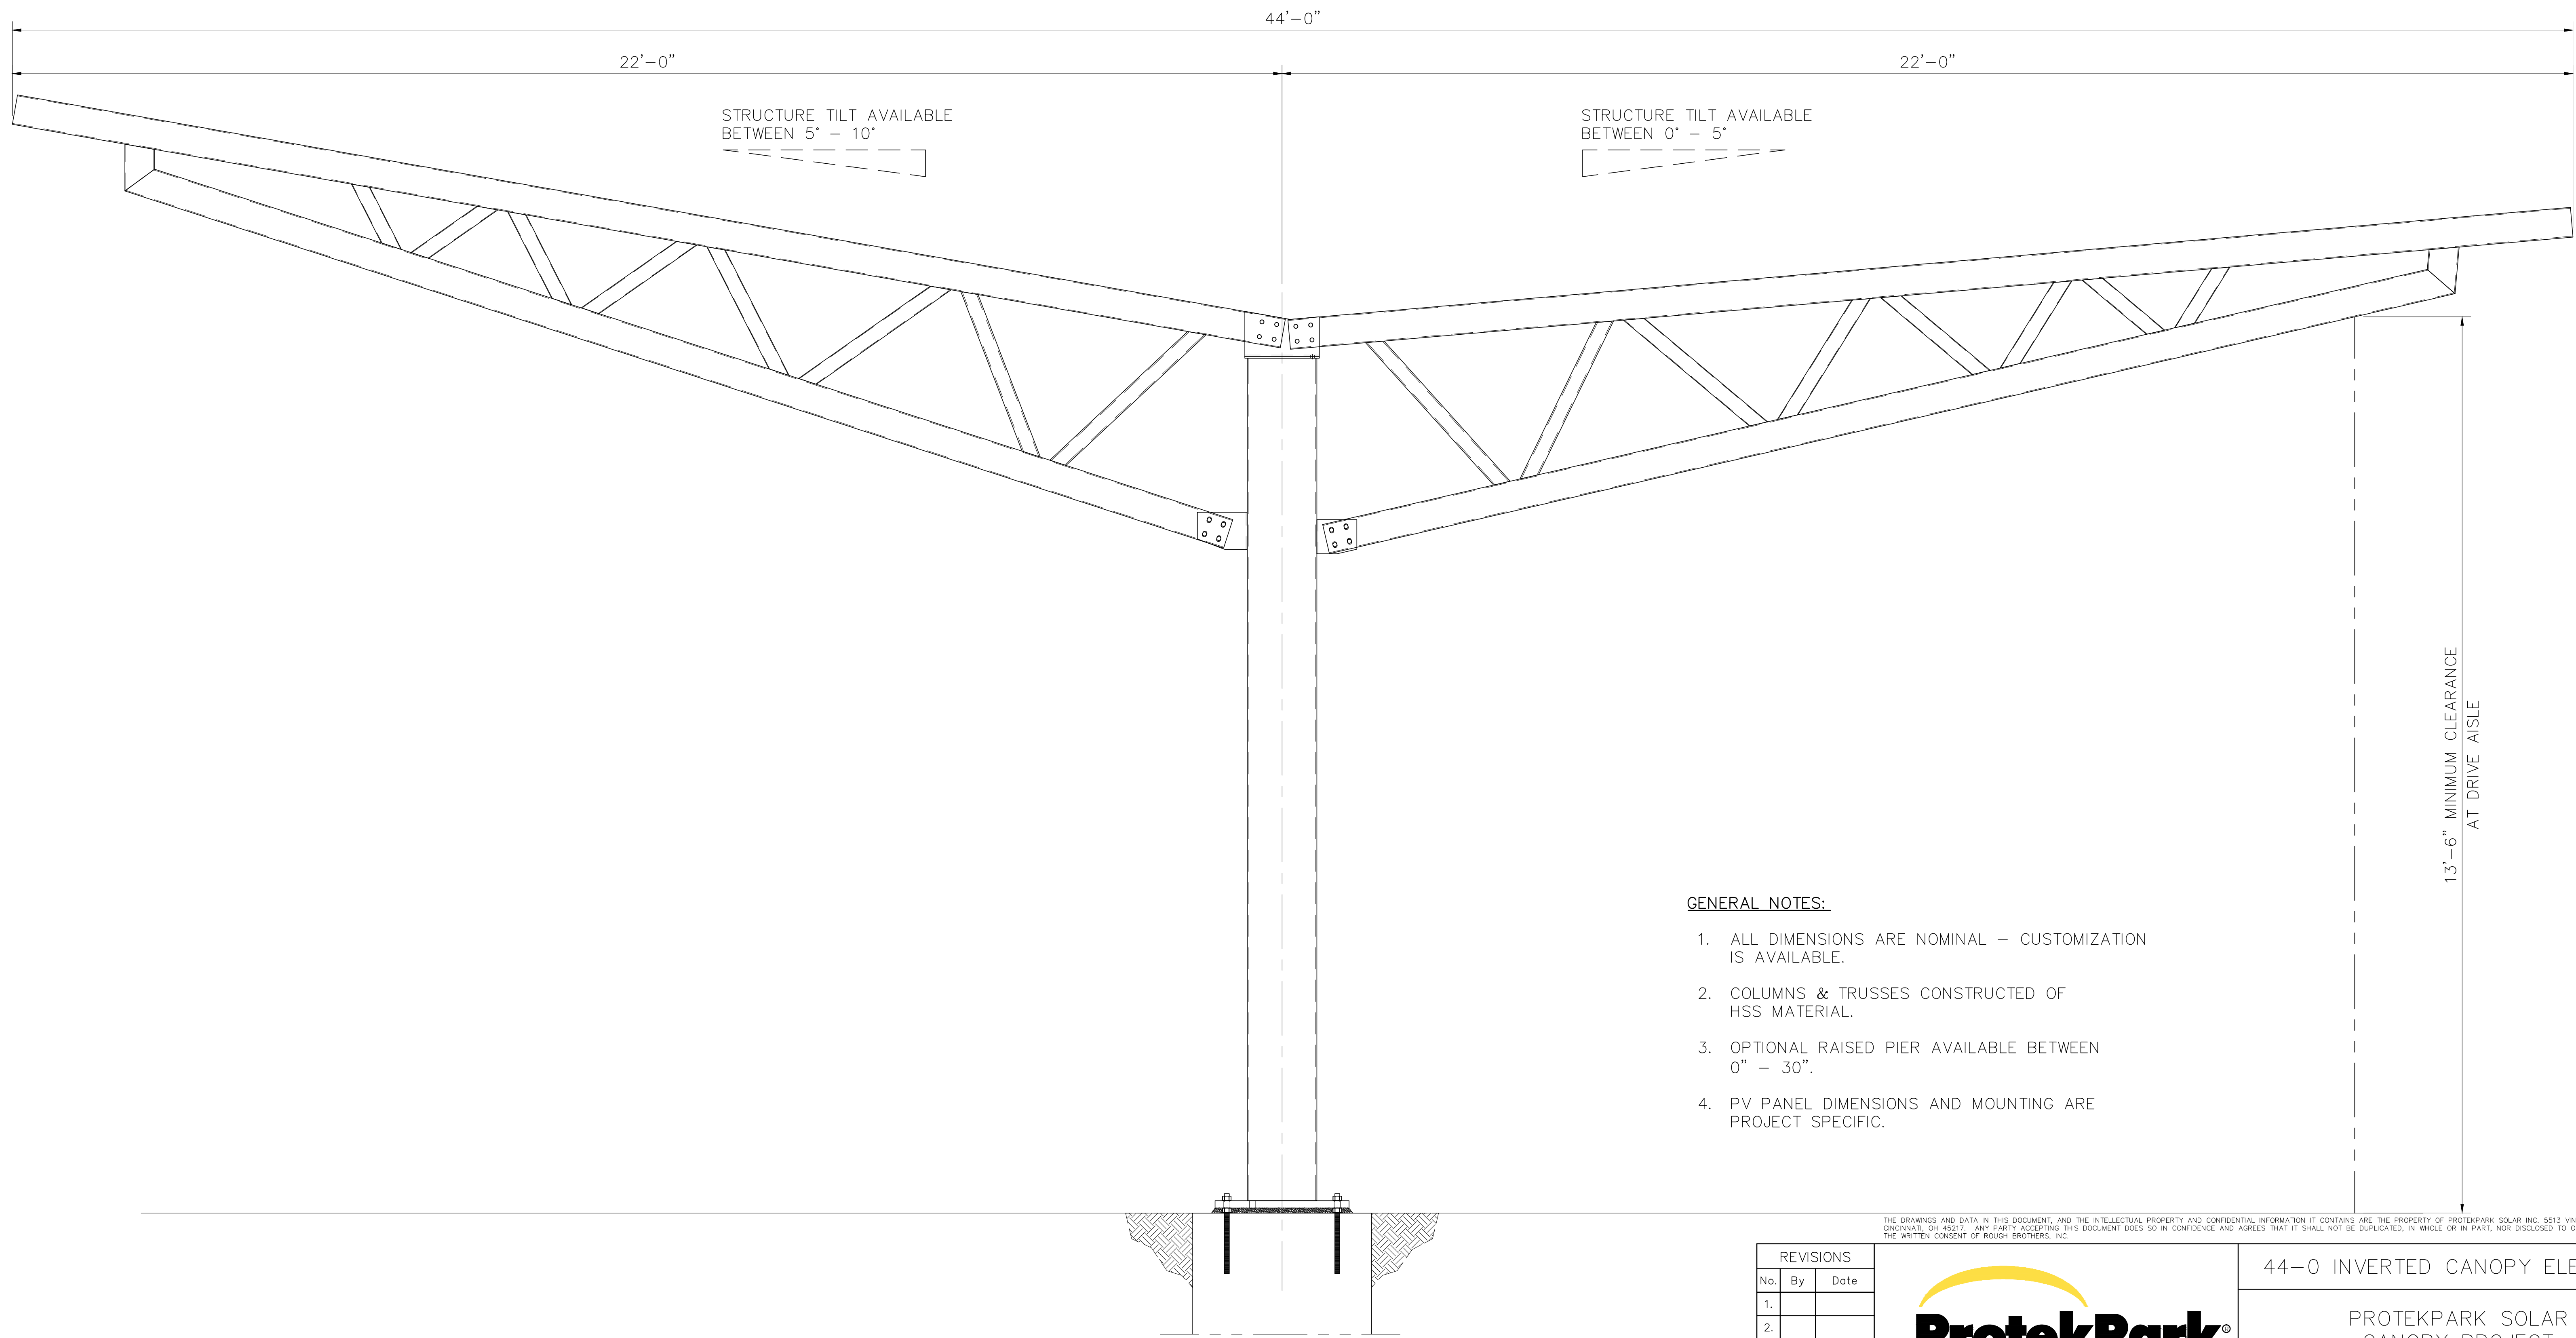 44'-0"
22'-0"
22'-0"
STRUCTURE TILT AVAILABLE
BETWEEN 5° - 10°
STRUCTURE TILT AVAILABLE
BETWEEN 0° - 5°
13'-6" MINIMUM CLEARANCE
AT DRIVE AISLE
GENERAL NOTES:
1. ALL DIMENSIONS ARE NOMINAL - CUSTOMIZATION
IS AVAILABLE.
2. COLUMNS & TRUSSES CONSTRUCTED OF
HSS MATERIAL.
3. OPTIONAL RAISED PIER AVAILABLE BETWEEN
0" - 30".
4. PV PANEL DIMENSIONS AND MOUNTING ARE
PROJECT SPECIFIC.
THE DRAWINGS AND DATA IN THIS DOCUMENT, AND THE INTELLECTUAL PROPERTY AND CONFIDENTIAL INFORMATION IT CONTAINS ARE THE PROPERTY OF PROTEKPARK SOLAR INC. 5513 VIN
CINCINNATI, OH 45217. ANY PARTY ACCEPTING THIS DOCUMENT DOES SO IN CONFIDENCE AND AGREES THAT IT SHALL NOT BE DUPLICATED, IN WHOLE OR IN PART, NOR DISCLOSED TO O
THE WRITTEN CONSENT OF ROUGH BROTHERS, INC.
REVISIONS
No. By Date
1.
2.
ProtekPark®
44-0 INVERTED CANOPY ELE
PROTEKPARK SOLAR
CANOPY PROJECT